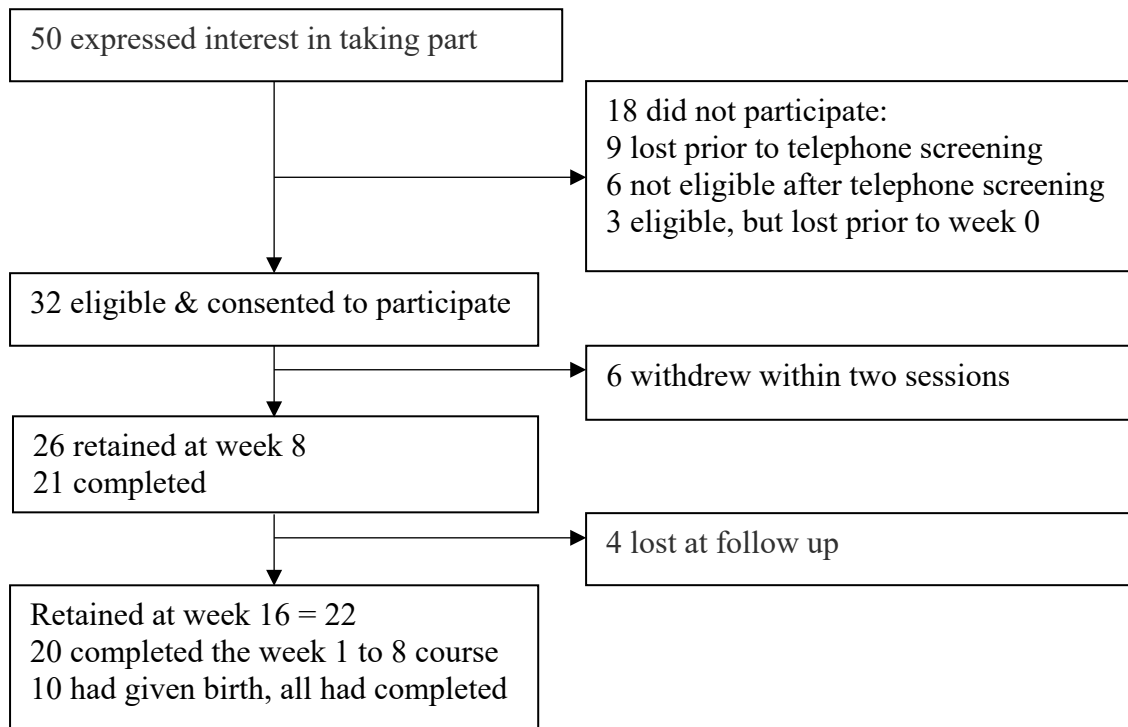 50 expressed interest in taking part
18 did not participate:
9 lost prior to telephone screening
6 not eligible after telephone screening
3 eligible, but lost prior to week 0
32 eligible & consented to participate
6 withdrew within two sessions
26 retained at week 8
21 completed
4 lost at follow up
Retained at week 16 = 22
20 completed the week 1 to 8 course
10 had given birth, all had completed